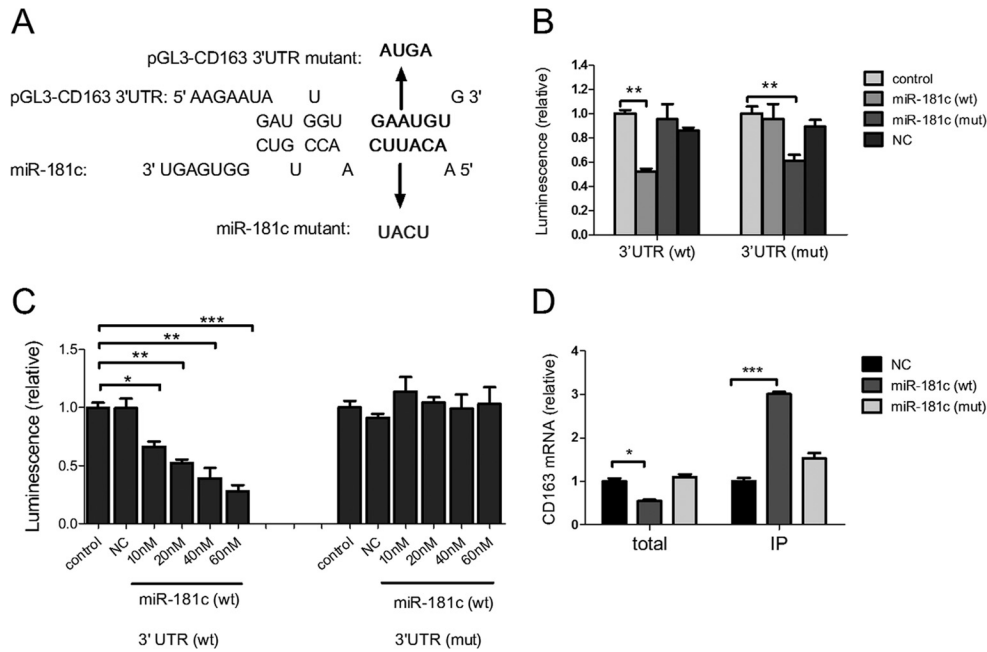 A
pGL3-CD163 3'UTR mutant: AUGA
pGL3-CD163 3'UTR: 5' AAGAAUA U G 3'
GAU GGU GAAUGU
CUG CCA CUUACA
miR-181c: 3' UGAGUGG U A A 5'
miR-181c mutant: UACU
B
Luminescence (relative)
1.4
1.2
1.0
0.8
0.6
0.4
0.2
0.0
** **
3'UTR (wt) 3'UTR (mut)
control
miR-181c (wt)
miR-181c (mut)
NC
C
Luminescence (relative)
1.5
1.0
0.5
0.0
***
**
**
*
control NC 10nM 20nM 40nM 60nM control NC 10nM 20nM 40nM 60nM
miR-181c (wt) miR-181c (wt)
3' UTR (wt) 3'UTR (mut)
D
CD163 mRNA (relative)
4
3
2
1
0
* ***
total IP
NC
miR-181c (wt)
miR-181c (mut)